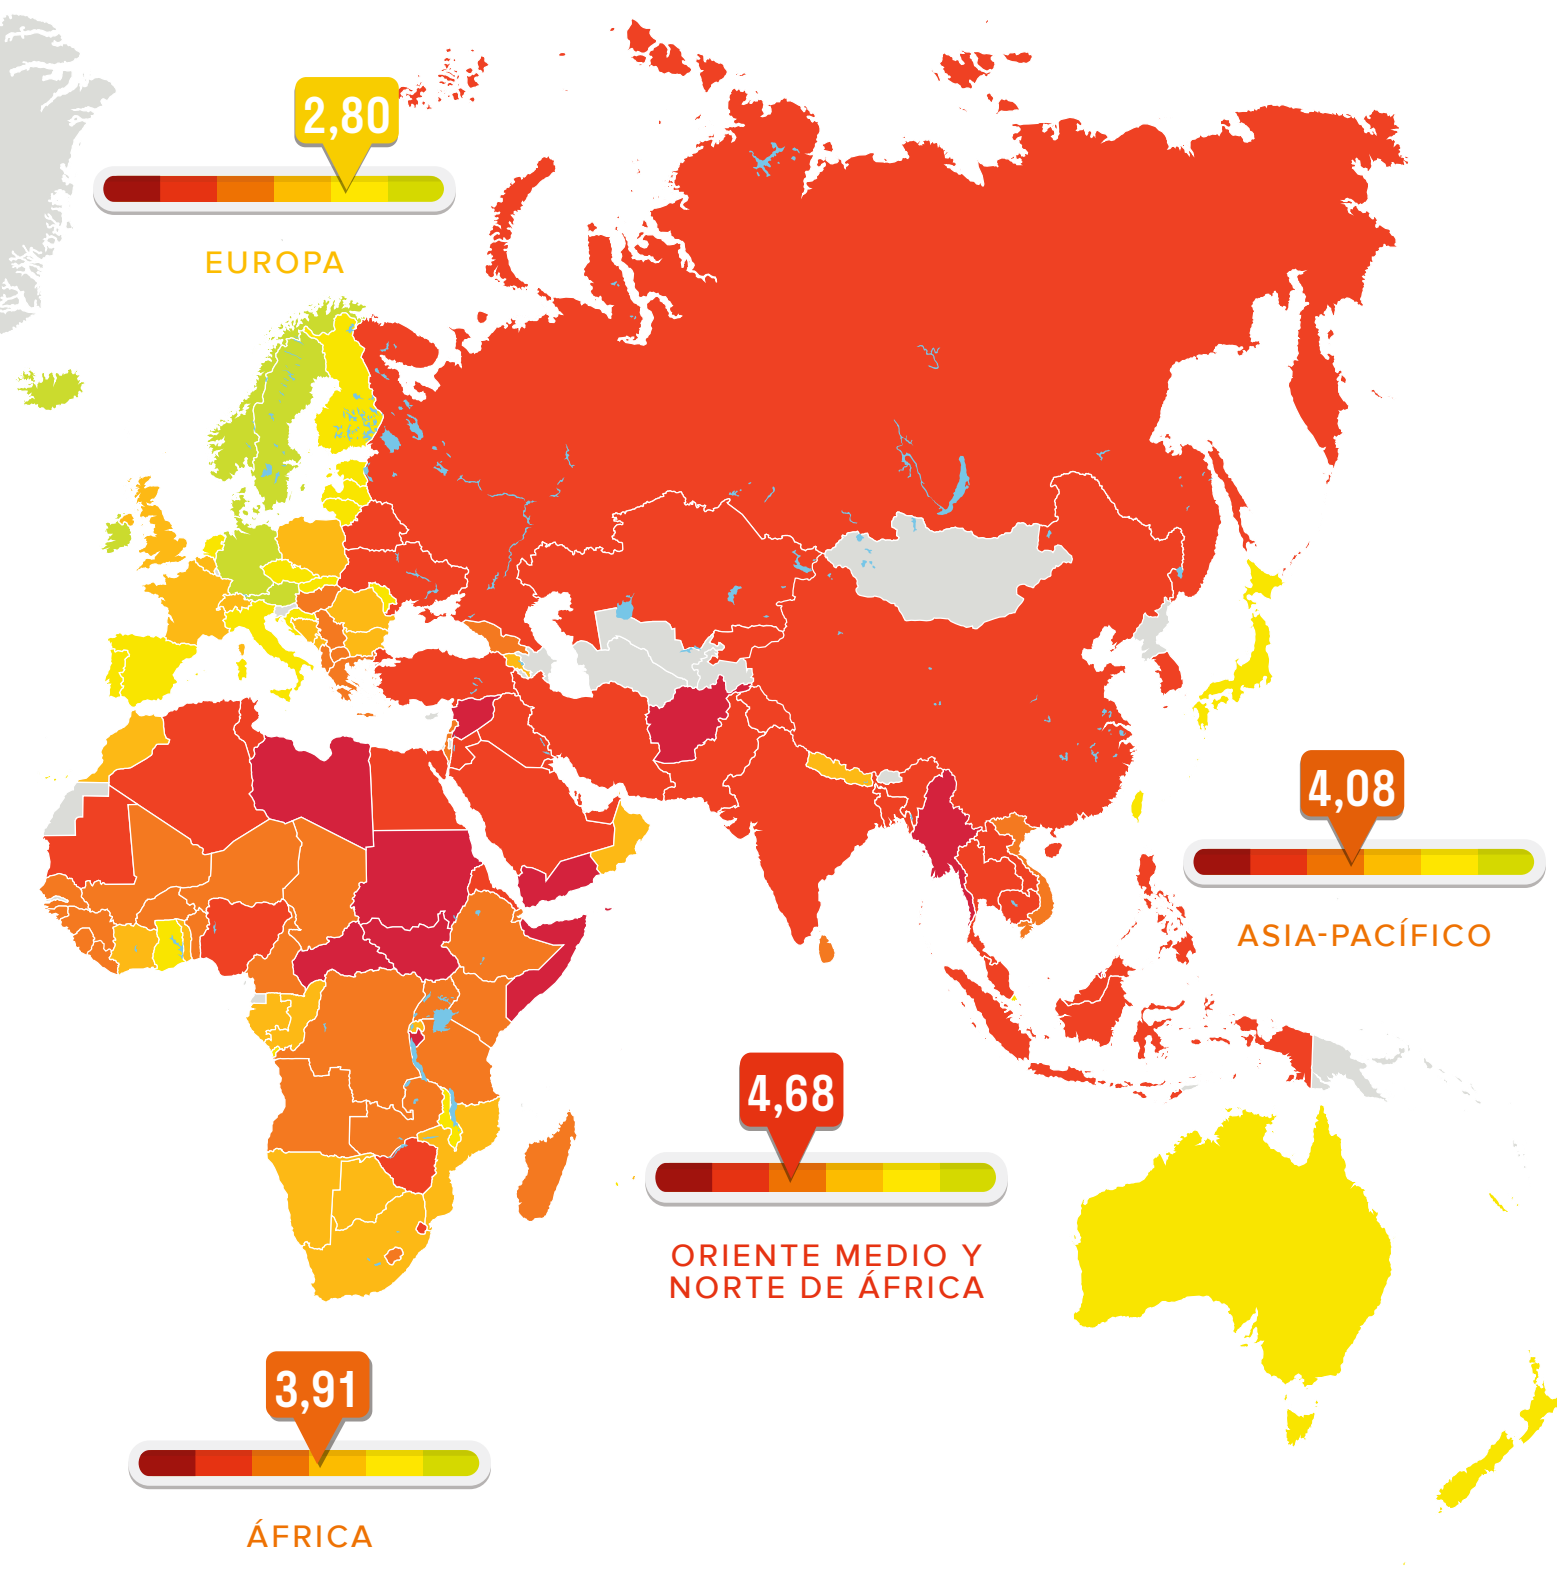 2,80
EUROPA
4,08
ASIA-PACÍFICO
4,68
ORIENTE MEDIO Y
NORTE DE ÁFRICA
3,91
ÁFRICA